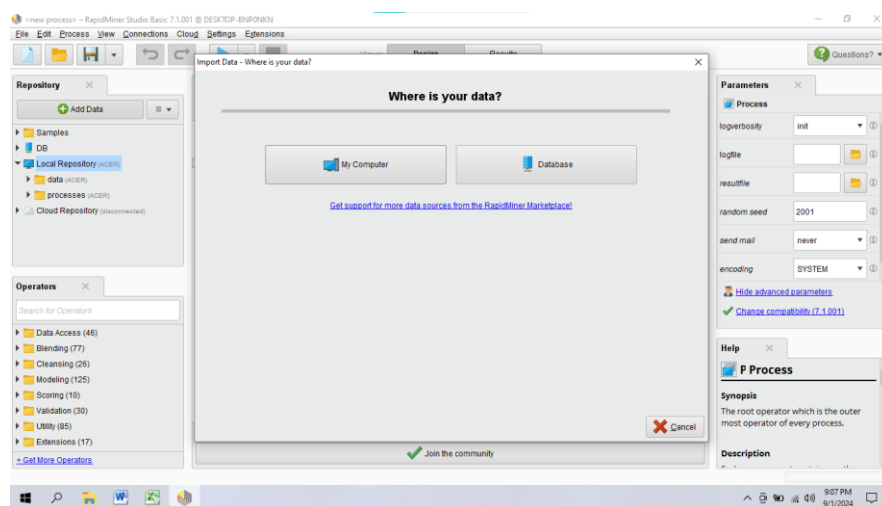 <new process> – RapidMiner Studio Basic 7.1.001 @ DESKTOP-BNP0NKN
File Edit Process View Connections Cloud Settings Extensions
Questions?
Import Data - Where is your data?
Where is your data?
My Computer
Database
Get support for more data sources from the RapidMiner Marketplace!
Cancel
Join the community
Repository
Add Data
Samples
DB
Local Repository (ACER)
data (ACER)
processes (ACER)
Cloud Repository (disconnected)
Operators
Search for Operators
Data Access (46)
Blending (77)
Cleansing (26)
Modeling (125)
Scoring (10)
Validation (30)
Utility (85)
Extensions (17)
+ Get More Operators
Parameters
Process
logverbosity init
logfile
resultfile
random seed 2001
send mail never
encoding SYSTEM
Hide advanced parameters
Change compatibility (7.1.001)
Help
P Process
Synopsis
The root operator which is the outer
most operator of every process.
Description
9:07 PM
9/1/2024